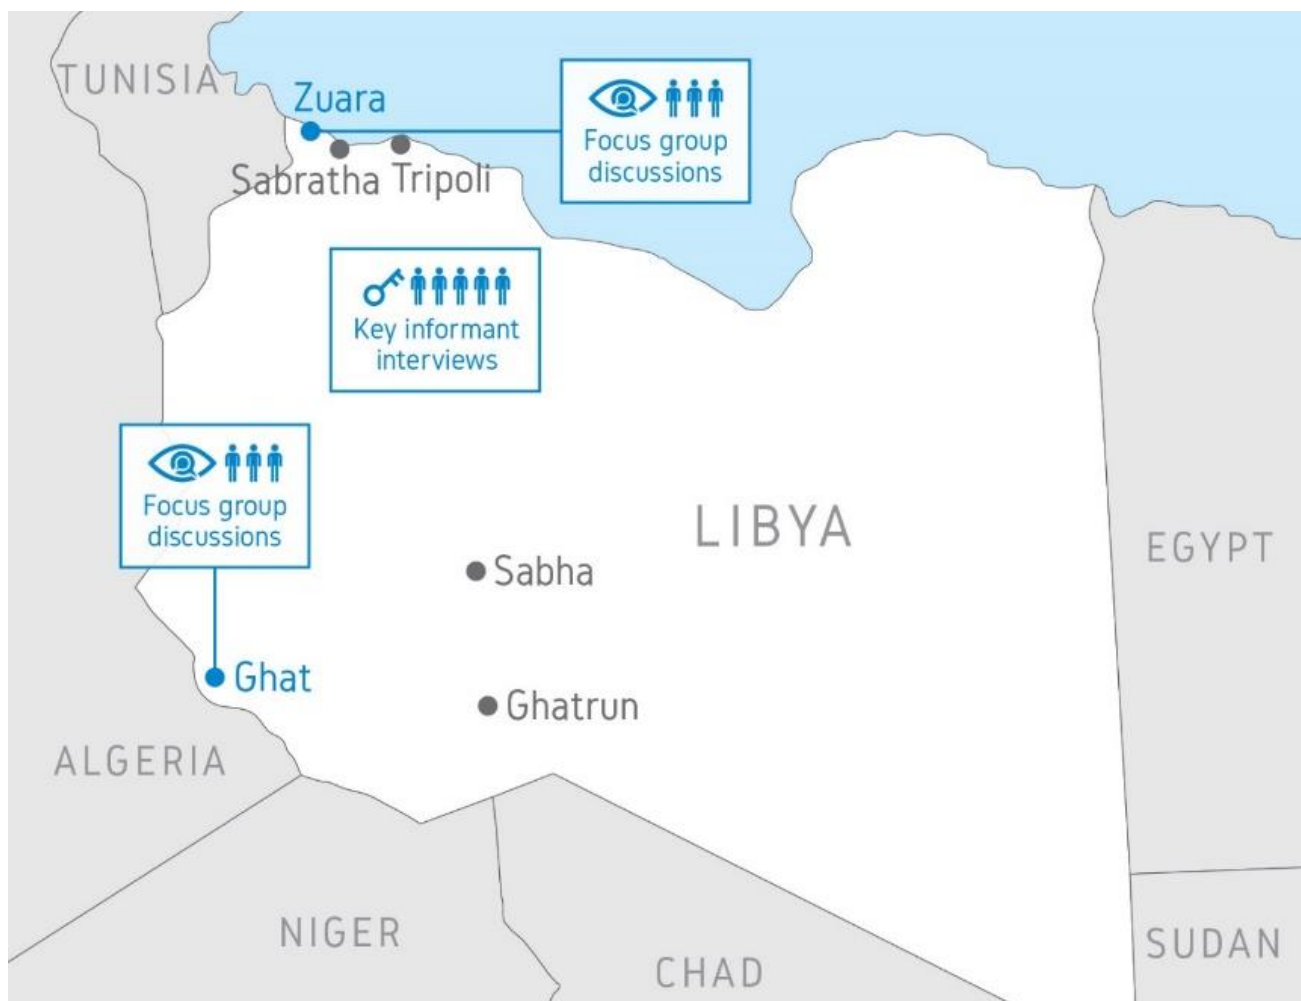 TUNISIA
Zuara
Focus group
discussions
Sabratha
Tripoli
Key informant
interviews
Focus group
discussions
LIBYA
EGYPT
Sabha
Ghat
Ghatrun
ALGERIA
NIGER
CHAD
SUDAN